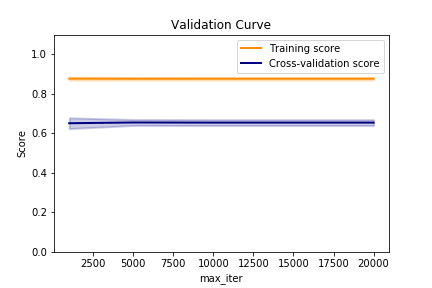 Validation Curve
Training score
Cross-validation score
1.0
0.8
0.6
0.4
0.2
0.0
Score
2500 5000 7500 10000 12500 15000 17500 20000
max_iter